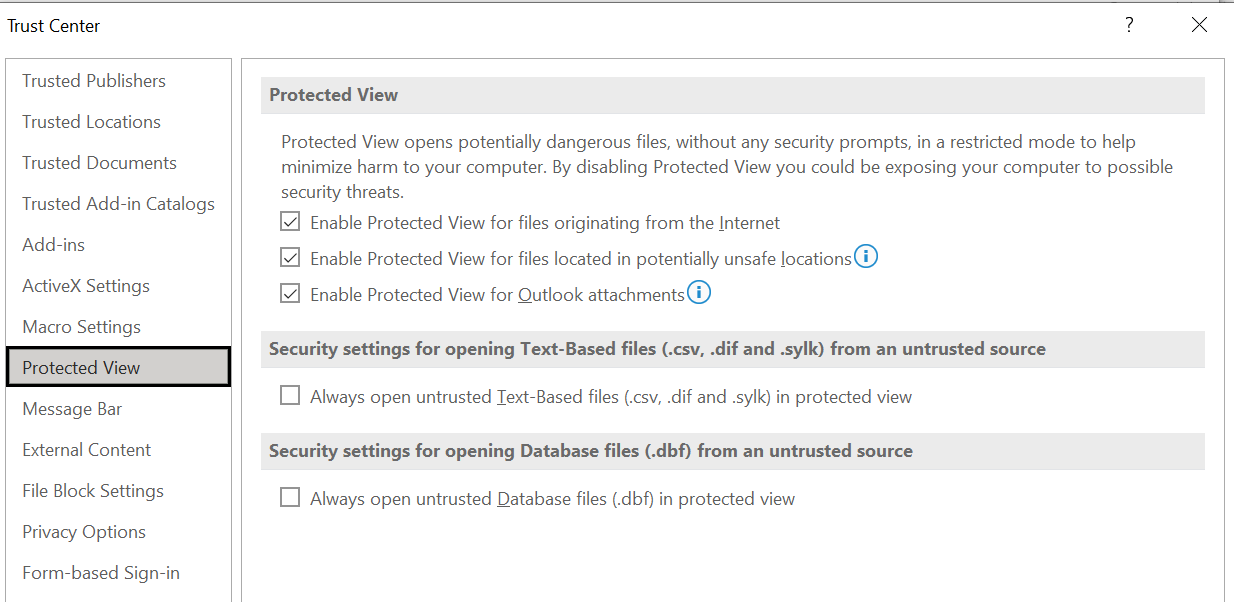 Trust Center
?
Trusted Publishers
Trusted Locations
Trusted Documents
Trusted Add-in Catalogs
Add-ins
ActiveX Settings
Macro Settings
Protected View
Message Bar
External Content
File Block Settings
Privacy Options
Form-based Sign-in
Protected View
Protected View opens potentially dangerous files, without any security prompts, in a restricted mode to help
minimize harm to your computer. By disabling Protected View you could be exposing your computer to possible
security threats.
Enable Protected View for files originating from the Internet
Enable Protected View for files located in potentially unsafe locations
Enable Protected View for Outlook attachments
Security settings for opening Text-Based files (.csv, .dif and .sylk) from an untrusted source
Always open untrusted Text-Based files (.csv, .dif and .sylk) in protected view
Security settings for opening Database files (.dbf) from an untrusted source
Always open untrusted Database files (.dbf) in protected view